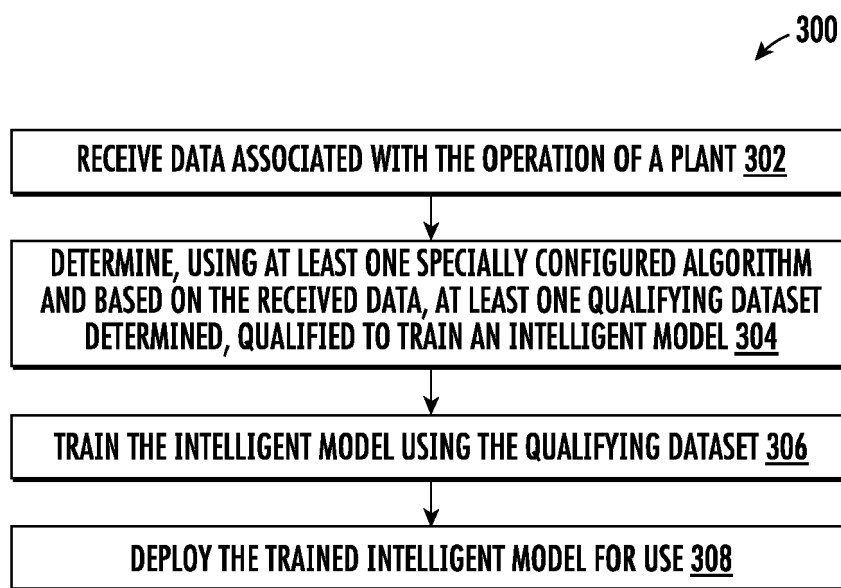 300
RECEIVE DATA ASSOCIATED WITH THE OPERATION OF A PLANT 302
DETERMINE, USING AT LEAST ONE SPECIALLY CONFIGURED ALGORITHM
AND BASED ON THE RECEIVED DATA, AT LEAST ONE QUALIFYING DATASET
DETERMINED, QUALIFIED TO TRAIN AN INTELLIGENT MODEL 304
TRAIN THE INTELLIGENT MODEL USING THE QUALIFYING DATASET 306
DEPLOY THE TRAINED INTELLIGENT MODEL FOR USE 308